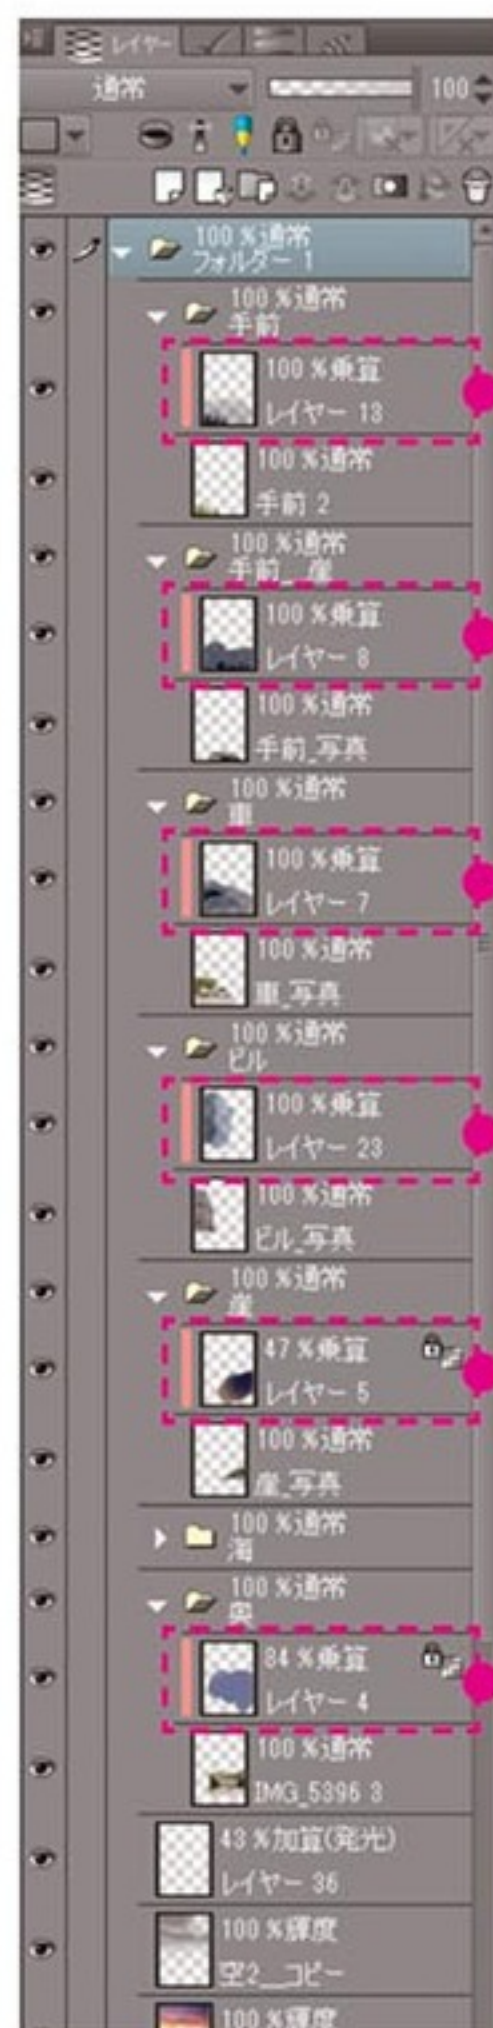 レイヤー
通常
100
100 %通常
フォルダー 1
100 %通常
手前
100 %乗算
レイヤー 13
100 %通常
手前 2
100 %通常
手前__崖
100 %乗算
レイヤー 8
100 %通常
手前_写真
100 %通常
車
100 %乗算
レイヤー 7
100 %通常
車_写真
100 %通常
ビル
100 %乗算
レイヤー 23
100 %通常
ビル_写真
100 %通常
崖
47 %乗算
レイヤー 5
100 %通常
崖_写真
100 %通常
海
100 %通常
奥
84 %乗算
レイヤー 4
100 %通常
IMG_5396 3
43 %加算(発光)
レイヤー 36
100 %輝度
空2__コピー
100 %輝度